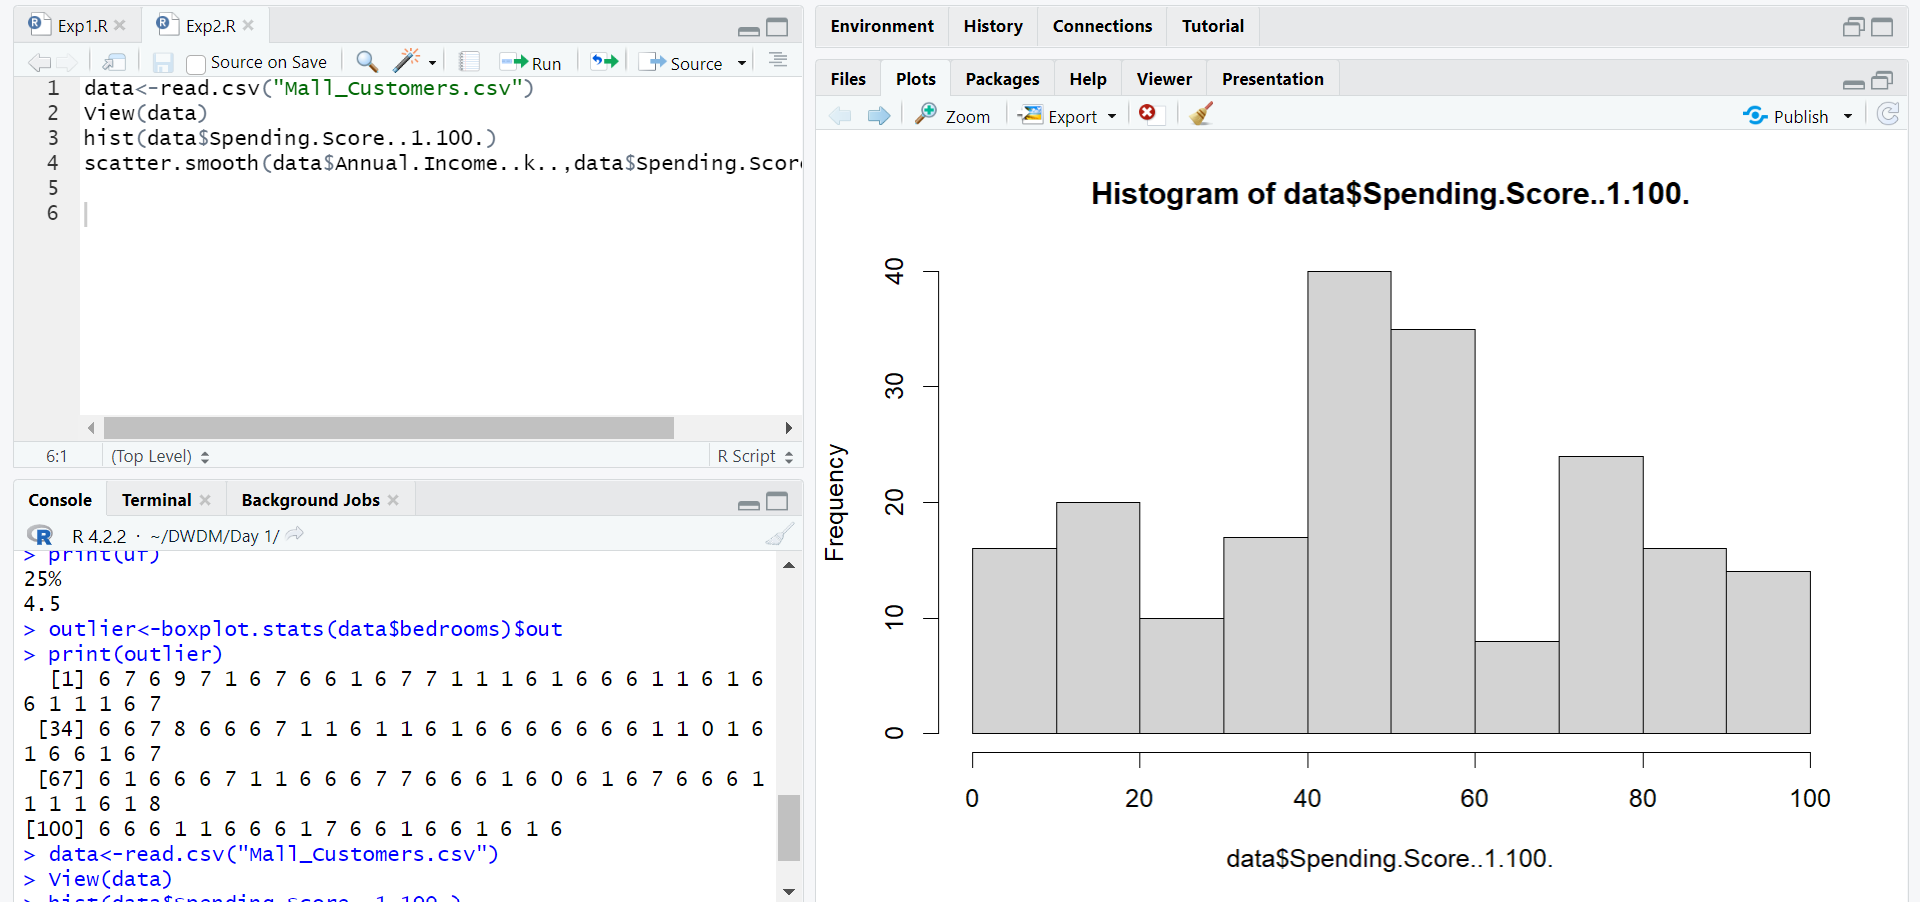 Exp1.R
Exp2.R
Source on Save
Run
Source
1 data<-read.csv("Mall_Customers.csv")
2 View(data)
3 hist(data$Spending.Score..1.100.)
4 scatter.smooth(data$Annual.Income..k..,data$Spending.Scor
5
6
6:1 (Top Level) R Script
Console Terminal Background Jobs
R 4.2.2 · ~/DWDM/Day 1/
> print(uf)
25%
4.5
> outlier<-boxplot.stats(data$bedrooms)$out
> print(outlier)
[1] 6 7 6 9 7 1 6 7 6 6 1 6 7 7 1 1 1 6 1 6 6 6 1 1 6 1 6
6 1 1 1 6 7
[34] 6 6 7 8 6 6 6 7 1 1 6 1 1 6 1 6 6 6 6 6 6 6 1 1 0 1 6
1 6 6 1 6 7
[67] 6 1 6 6 6 7 1 1 6 6 6 7 7 6 6 6 1 6 0 6 1 6 7 6 6 6 1
1 1 1 6 1 8
[100] 6 6 6 1 1 6 6 6 1 7 6 6 1 6 6 1 6 1 6
> data<-read.csv("Mall_Customers.csv")
> View(data)
> hist(data$Spending.Score..1.100.)
Environment History Connections Tutorial
Files Plots Packages Help Viewer Presentation
Zoom Export Publish
Histogram of data$Spending.Score..1.100.
Frequency
40
30
20
10
0
0 20 40 60 80 100
data$Spending.Score..1.100.